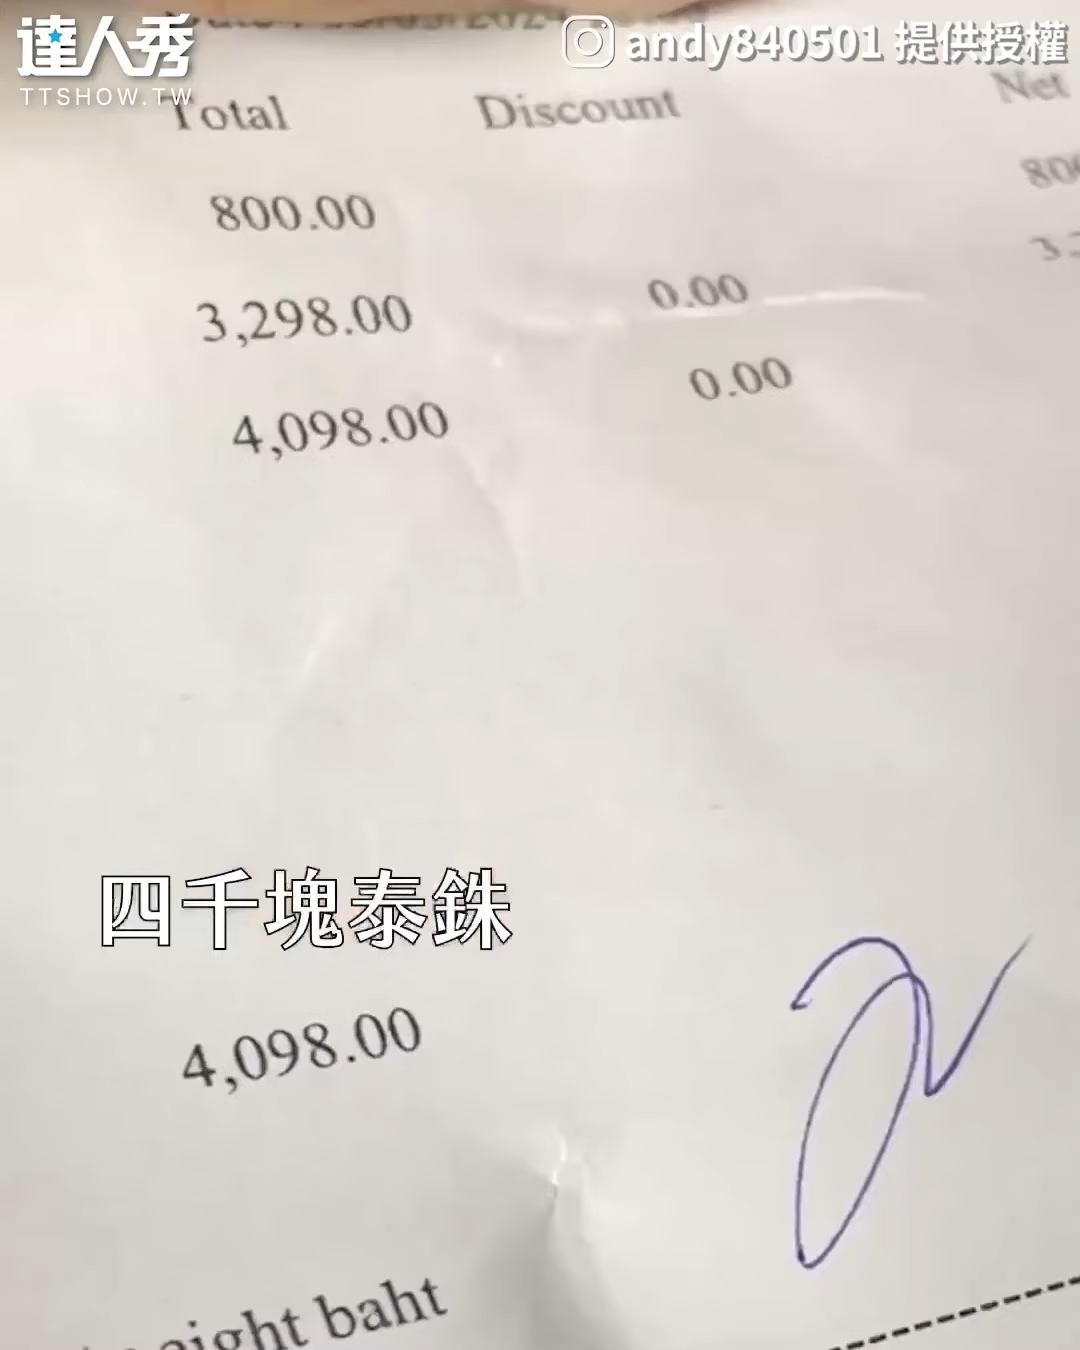 達人秀
TTSHOW.TW
andy840501 提供授權
Total Discount Net
800.00
3,298.00 0.00
4,098.00 0.00
四千塊泰銖
4,098.00
eight baht